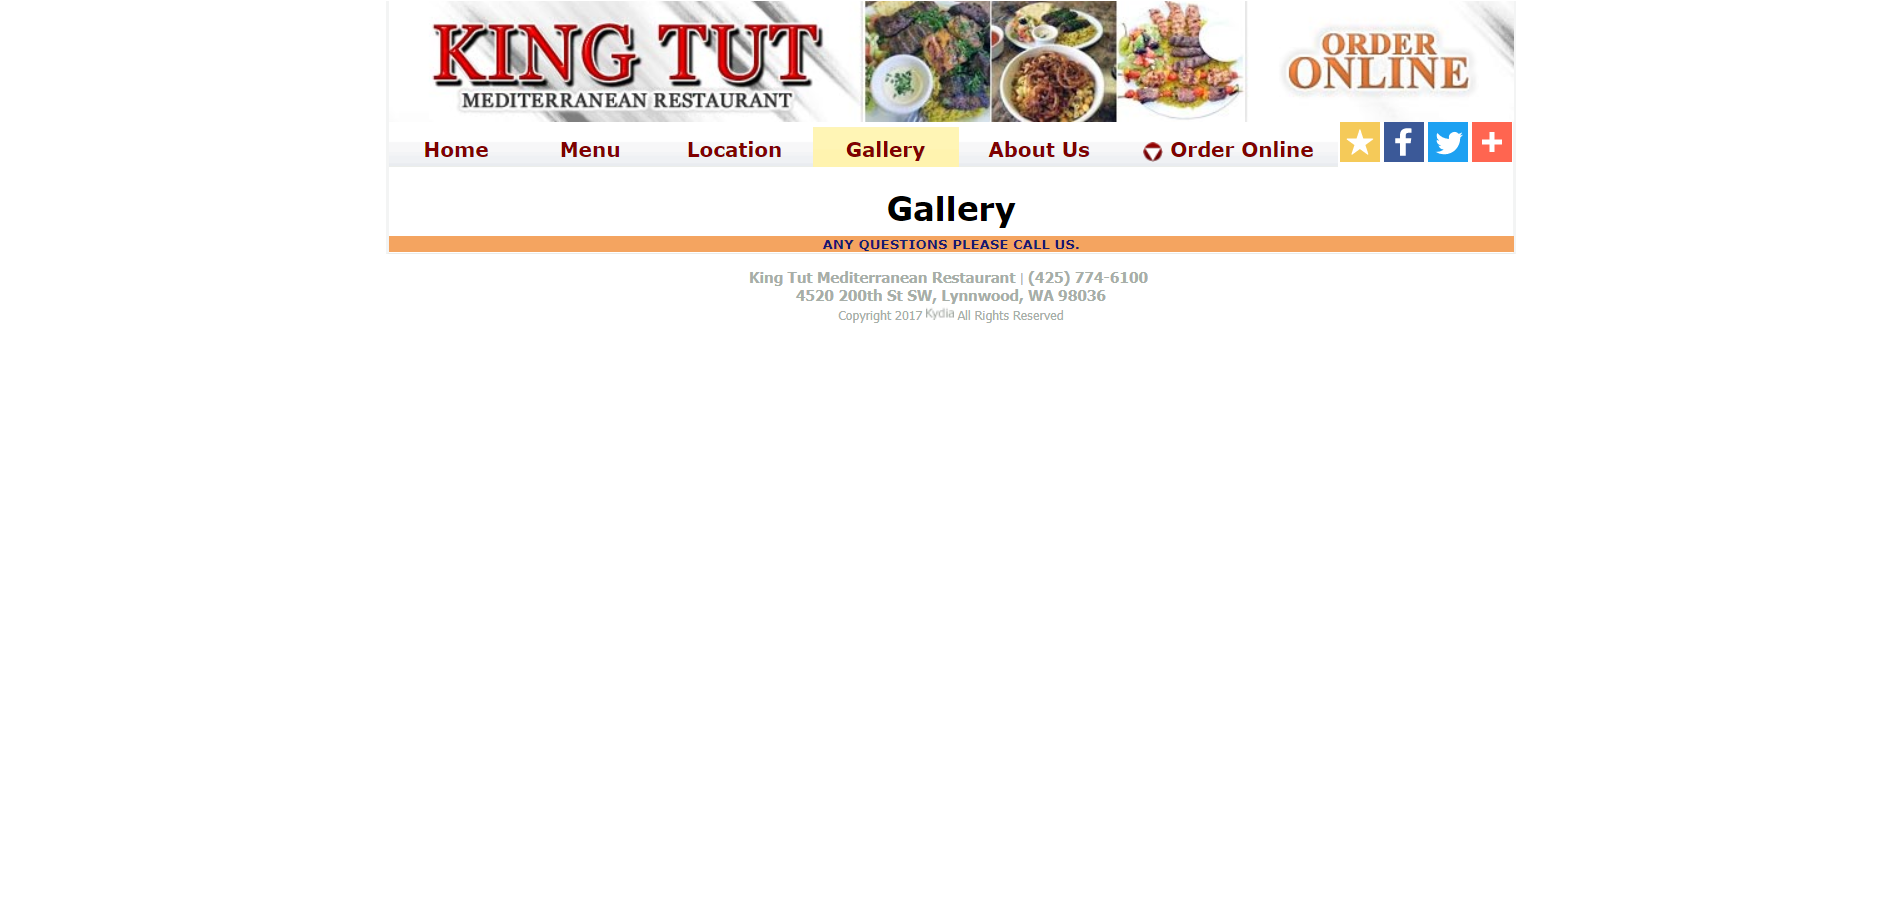 KING TUT
MEDITERRANEAN RESTAURANT
ORDER
ONLINE
Home Menu Location Gallery About Us Order Online
Gallery
ANY QUESTIONS PLEASE CALL US.
King Tut Mediterranean Restaurant | (425) 774-6100
4520 200th St SW, Lynnwood, WA 98036
Copyright 2017 Kydia All Rights Reserved